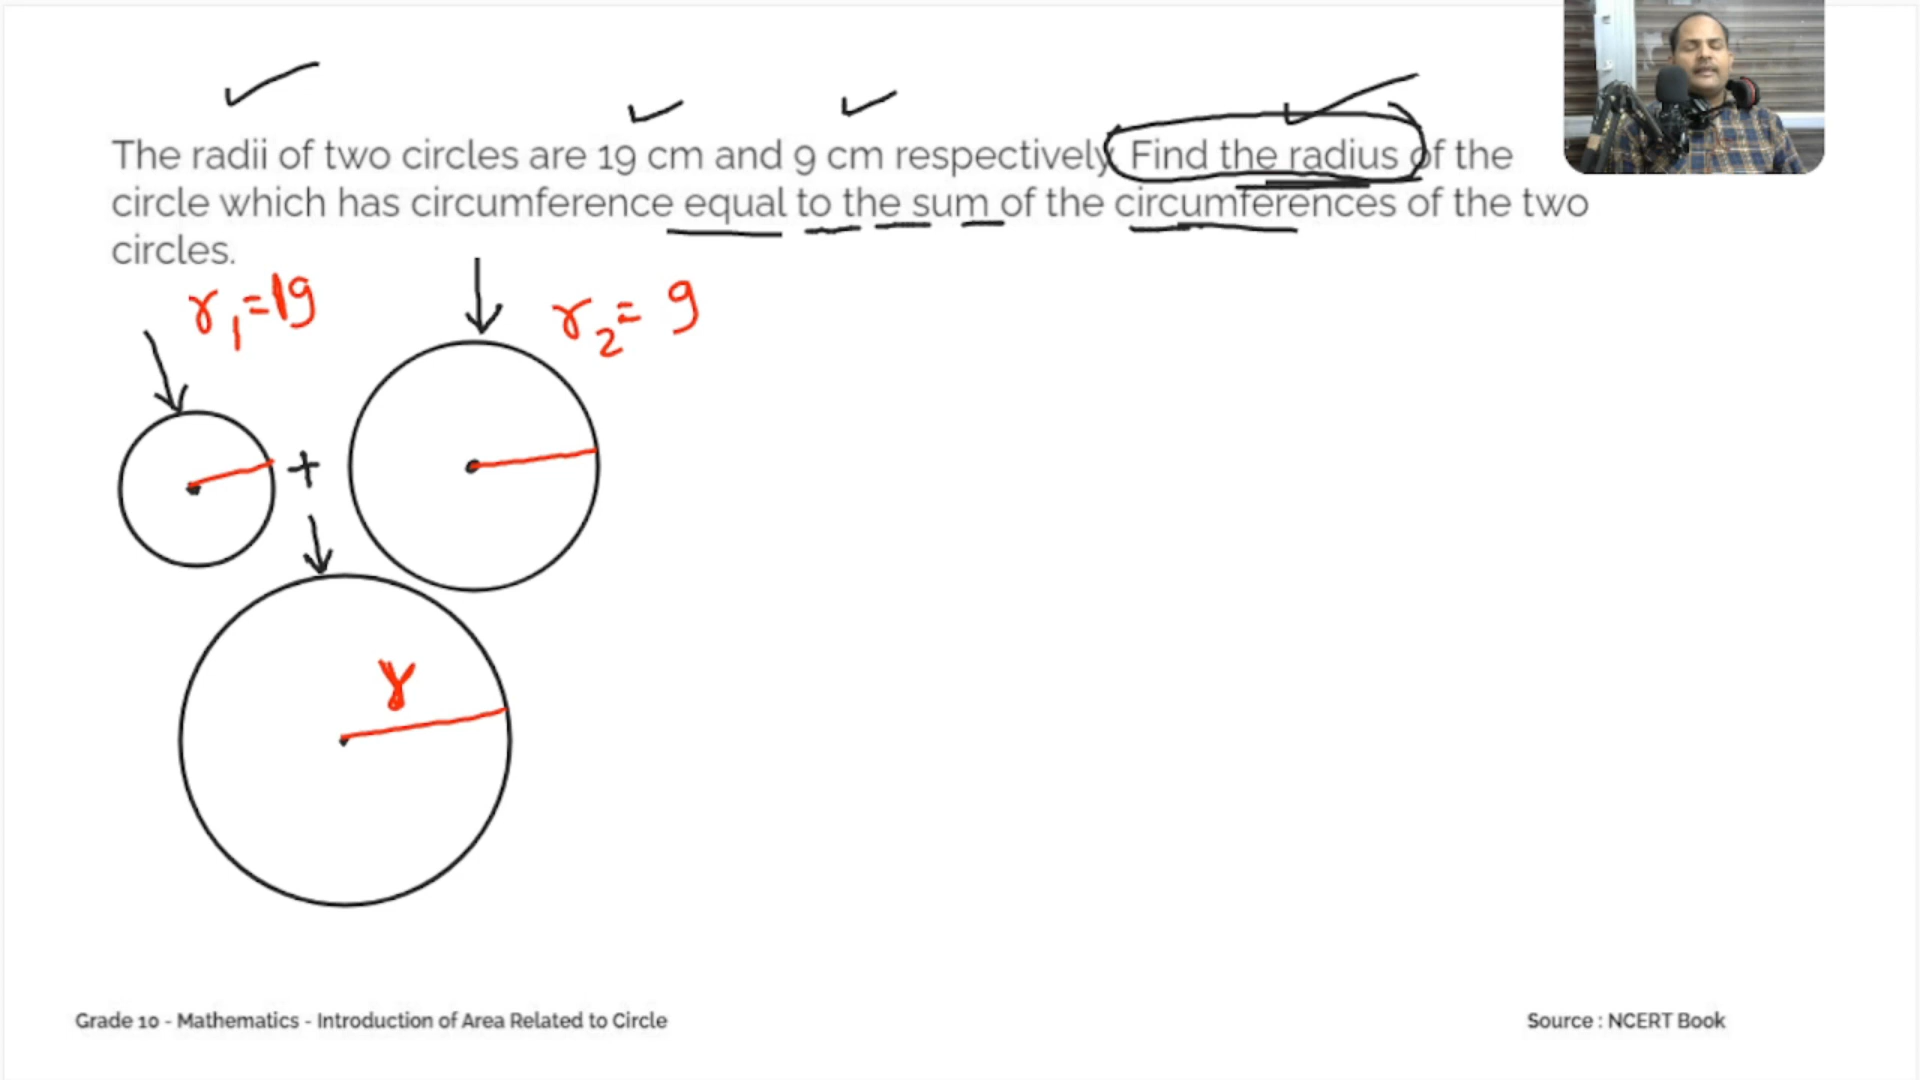 The radii of two circles are 19 cm and 9 cm respectively. Find the radius of the
circle which has circumference equal to the sum of the circumferences of the two
circles.
r₁=19
r₂= 9
+
r
Grade 10 - Mathematics - Introduction of Area Related to Circle
Source : NCERT Book